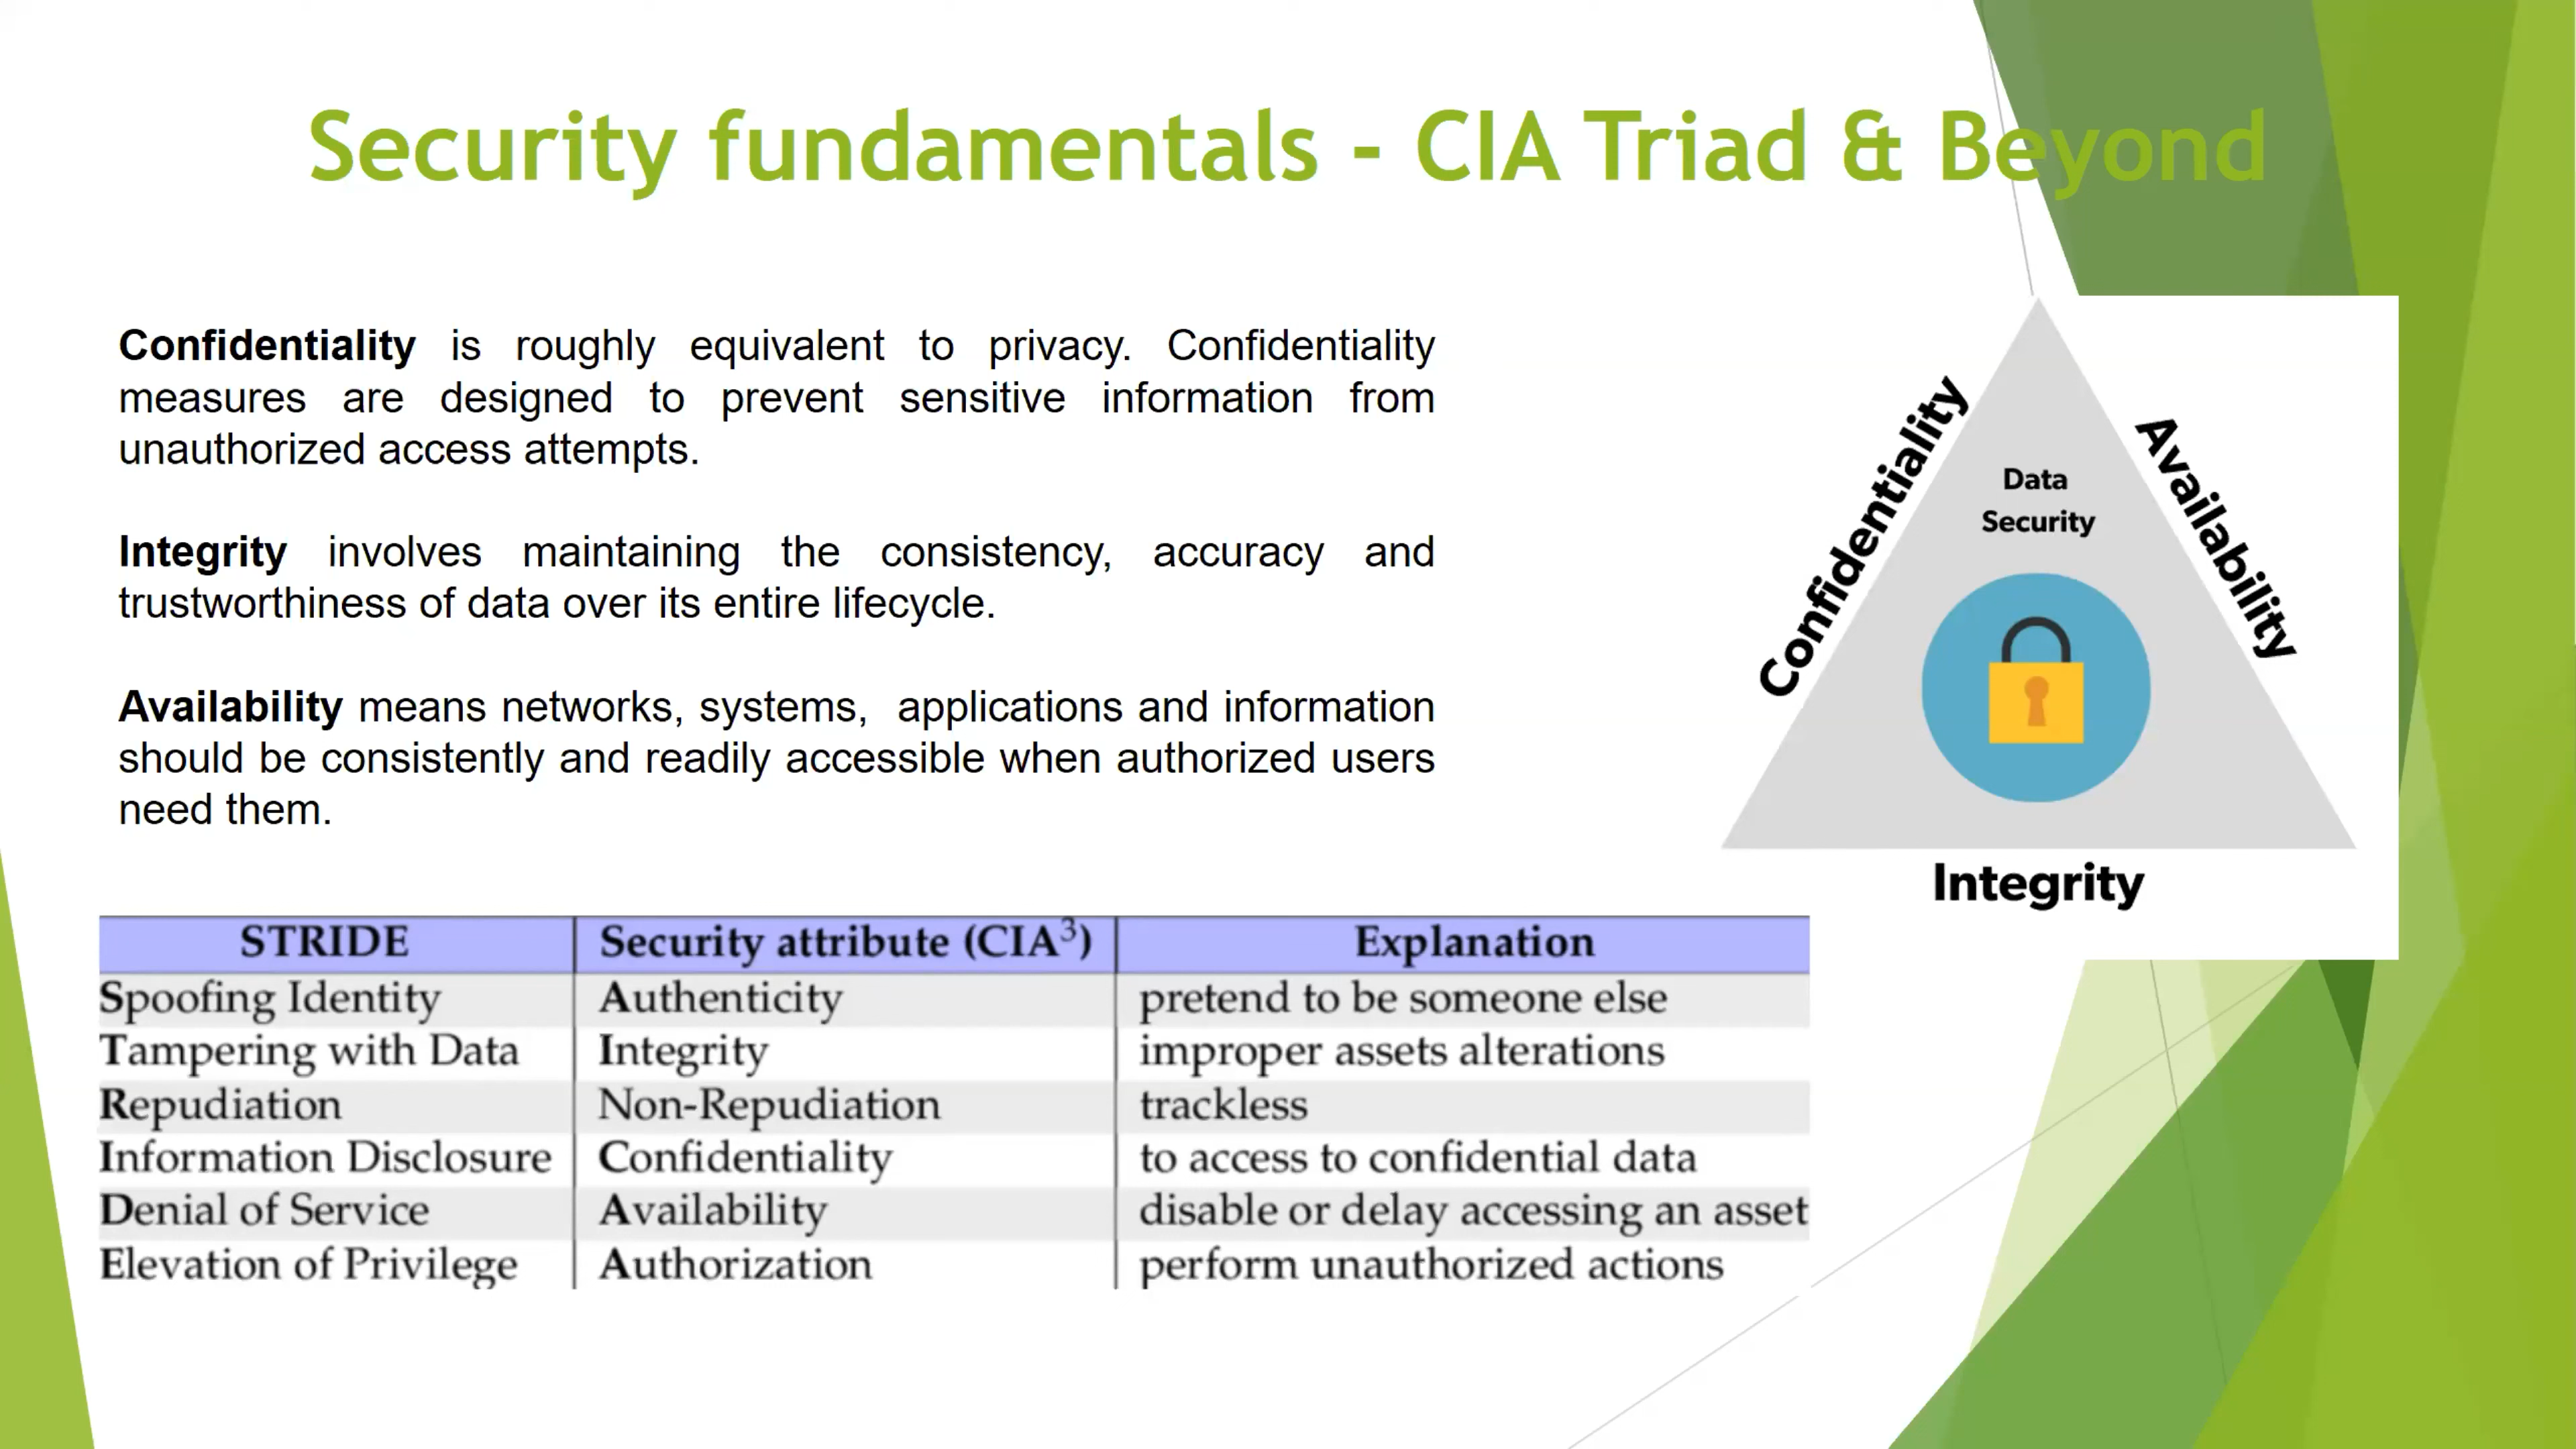 Security fundamentals - CIA Triad & Beyond
Confidentiality is roughly equivalent to privacy. Confidentiality
measures are designed to prevent sensitive information from
unauthorized access attempts.
Integrity involves maintaining the consistency, accuracy and
trustworthiness of data over its entire lifecycle.
Availability means networks, systems, applications and information
should be consistently and readily accessible when authorized users
need them.
Confidentiality
Availability
Data
Security
Integrity
STRIDE Security attribute (CIA³) Explanation
Spoofing Identity Authenticity pretend to be someone else
Tampering with Data Integrity improper assets alterations
Repudiation Non-Repudiation trackless
Information Disclosure Confidentiality to access to confidential data
Denial of Service Availability disable or delay accessing an asset
Elevation of Privilege Authorization perform unauthorized actions